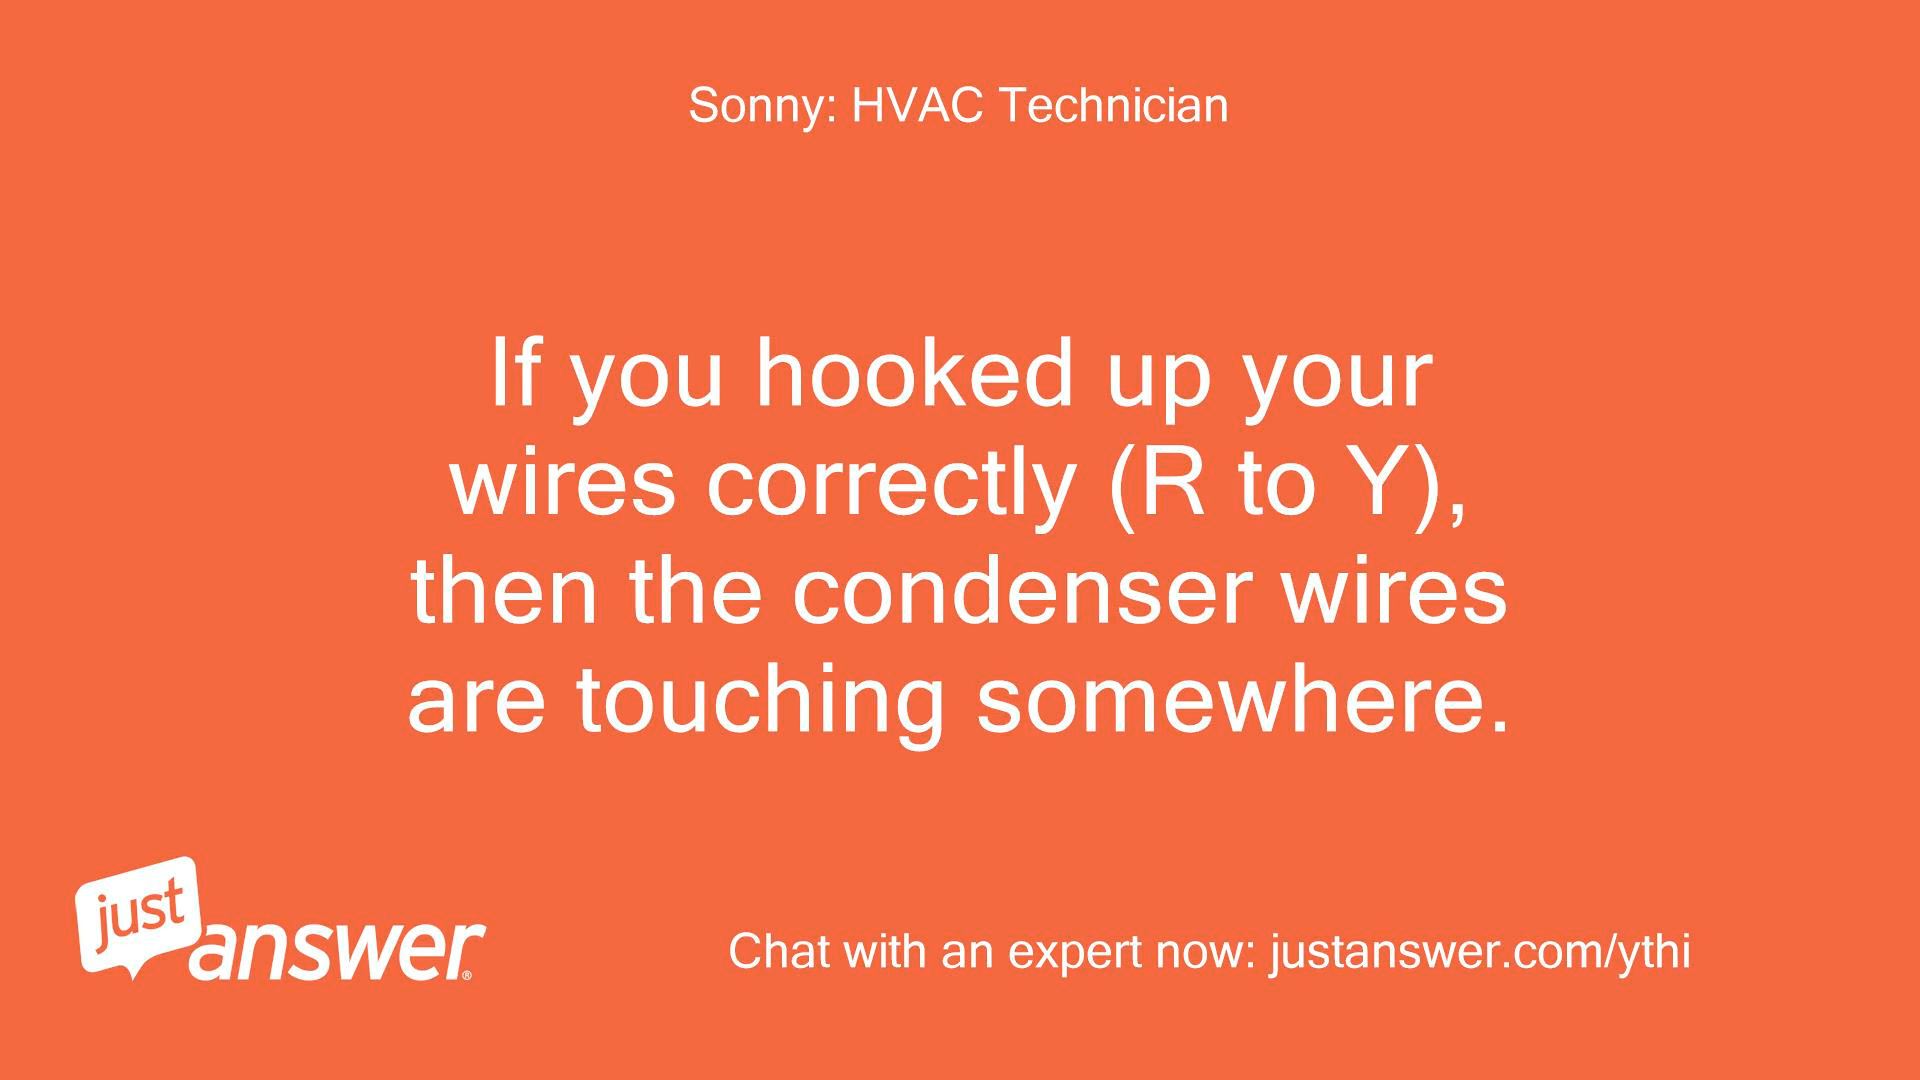 Sonny: HVAC Technician
If you hooked up your
wires correctly (R to Y),
then the condenser wires
are touching somewhere.
just
answer®
Chat with an expert now: justanswer.com/ythi